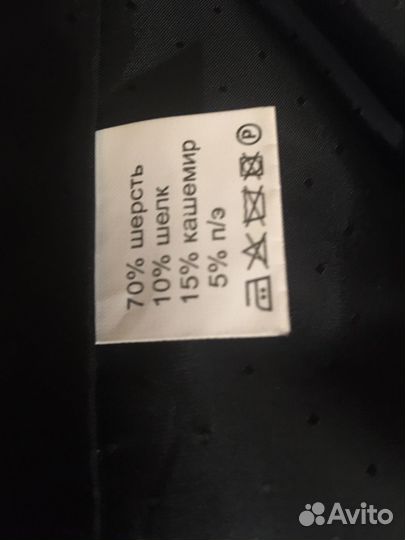 70% шерсть
10% шелк
15% кашемир
5% п/э
P
Avito